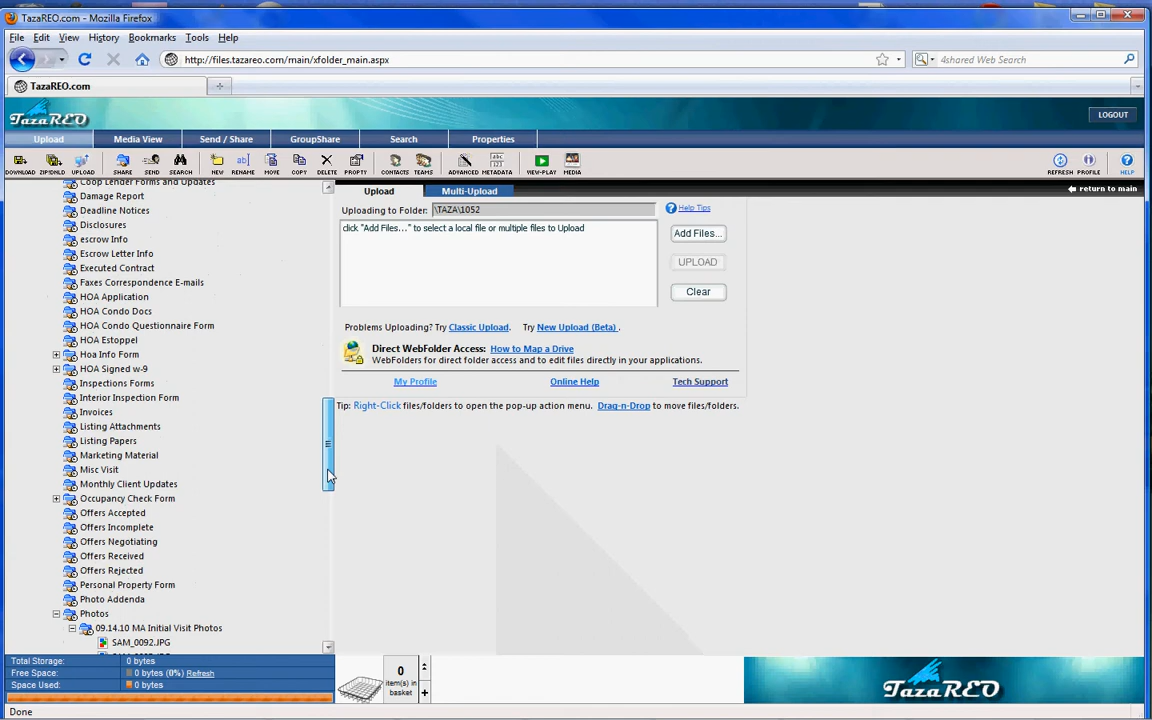 TazaREO.com - Mozilla Firefox
File Edit View History Bookmarks Tools Help
http://files.tazareo.com/main/xfolder_main.aspx
4shared Web Search
TazaREO.com
TazaREO
LOGOUT
Upload Media View Send / Share GroupShare Search Properties
DOWNLOAD ZIP/DNLD UPLOAD SHARE SEND SEARCH NEW RENAME MOVE COPY DELETE PROPTY CONTACTS TEAMS ADVANCED METADATA VIEW-PLAY MEDIA REFRESH PROFILE HELP
Upload Multi-Upload return to main
Coop Lender Forms and Updates
Damage Report
Deadline Notices
Disclosures
escrow Info
Escrow Letter Info
Executed Contract
Faxes Correspondence E-mails
HOA Application
HOA Condo Docs
HOA Condo Questionnaire Form
HOA Estoppel
Hoa Info Form
HOA Signed w-9
Inspections Forms
Interior Inspection Form
Invoices
Listing Attachments
Listing Papers
Marketing Material
Misc Visit
Monthly Client Updates
Occupancy Check Form
Offers Accepted
Offers Incomplete
Offers Negotiating
Offers Received
Offers Rejected
Personal Property Form
Photo Addenda
Photos
09.14.10 MA Initial Visit Photos
SAM_0092.JPG
Uploading to Folder: \TAZA\1052
Help Tips
click "Add Files..." to select a local file or multiple files to Upload
Add Files...
UPLOAD
Clear
Problems Uploading? Try Classic Upload. Try New Upload (Beta) .
Direct WebFolder Access: How to Map a Drive
WebFolders for direct folder access and to edit files directly in your applications.
My Profile Online Help Tech Support
Tip: Right-Click files/folders to open the pop-up action menu. Drag-n-Drop to move files/folders.
Total Storage: 0 bytes
Free Space: 0 bytes (0%) Refresh
Space Used: 0 bytes
0
item(s) in
basket
TazaREO
Done